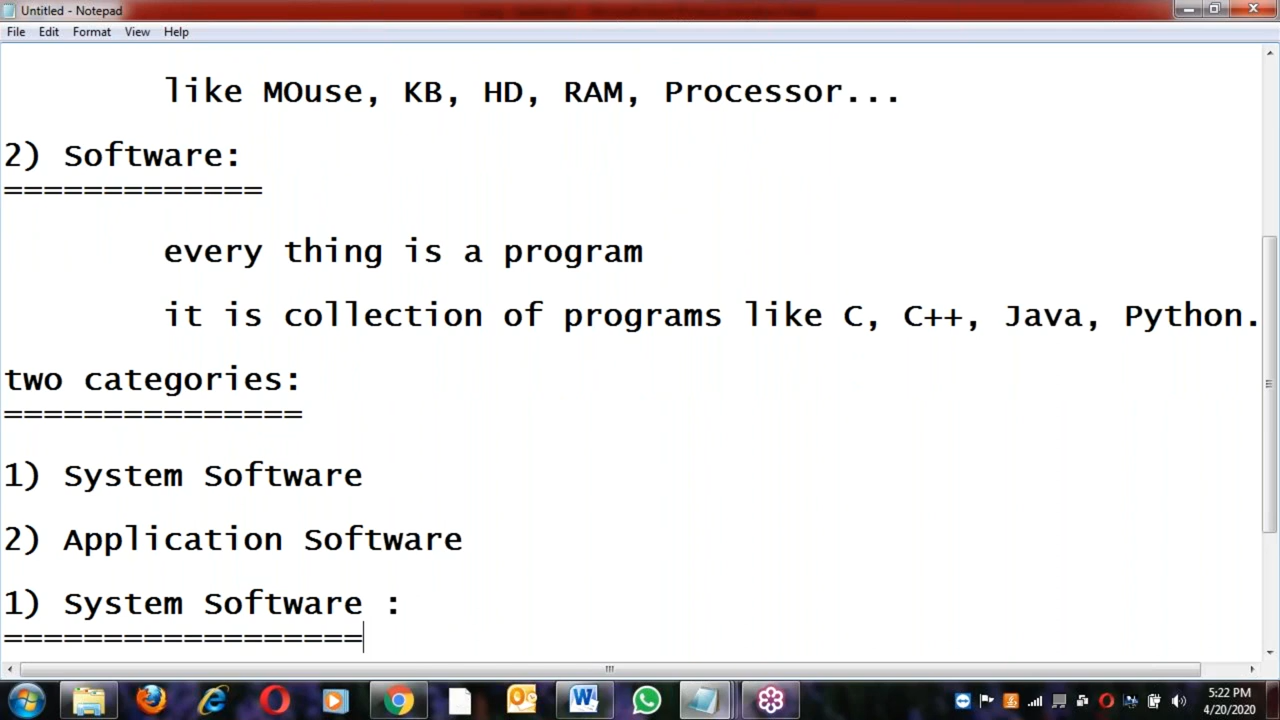 Untitled - Notepad
File Edit Format View Help
like MOuse, KB, HD, RAM, Processor...
2) Software:
=============
every thing is a program
it is collection of programs like C, C++, Java, Python.
two categories:
===============
1) System Software
2) Application Software
1) System Software :
==================
5:22 PM
4/20/2020